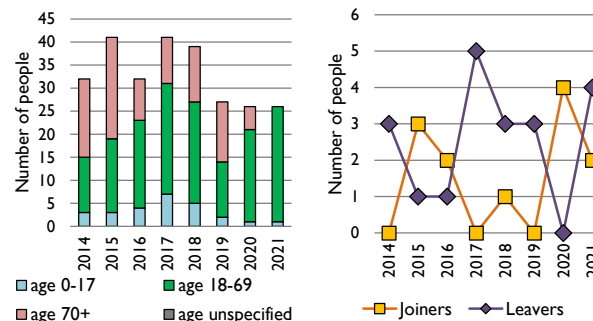 45
40
35
30
25
20
15
10
5
0
Number of people
2014 2015 2016 2017 2018 2019 2020 2021
age 0-17 age 18-69
age 70+ age unspecified
6
5
4
3
2
1
0
Number of people
2014 2015 2016 2017 2018 2019 2020 2021
Joiners Leavers